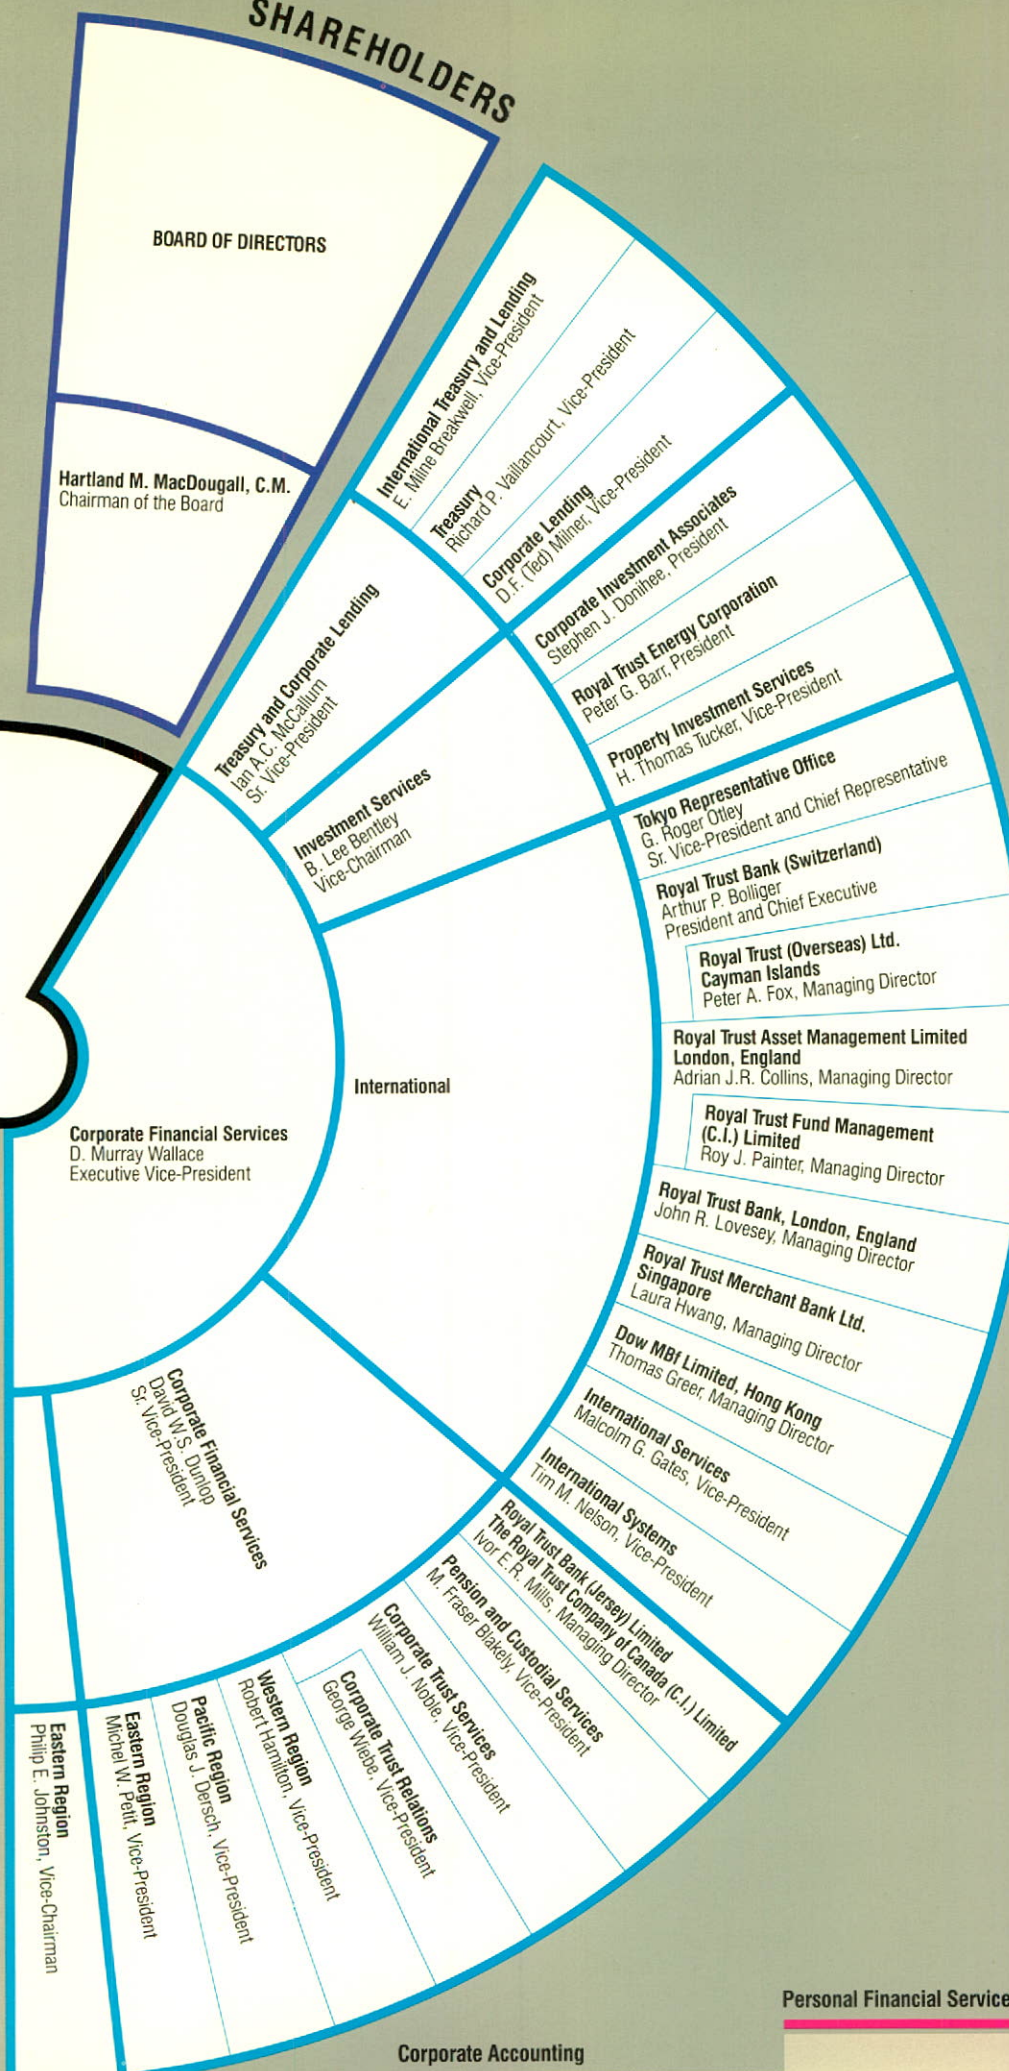 SHAREHOLDERS
BOARD OF DIRECTORS
Hartland M. MacDougall, C.M.
Chairman of the Board
International Treasury and Lending
E. Milne Breakwell, Vice-President
Treasury
Richard P. Vaillancourt, Vice-President
Corporate Lending
D.F. (Ted) Milner, Vice-President
Treasury and Corporate Lending
Ian A.C. McCallum
Sr. Vice-President
Corporate Investment Associates
Stephen J. Donihee, President
Royal Trust Energy Corporation
Peter G. Barr, President
Property Investment Services
H. Thomas Tucker, Vice-President
Investment Services
B. Lee Bentley
Vice-Chairman
Tokyo Representative Office
G. Roger Otley
Sr. Vice-President and Chief Representative
Royal Trust Bank (Switzerland)
Arthur P. Bolliger
President and Chief Executive
Royal Trust (Overseas) Ltd.
Cayman Islands
Peter A. Fox, Managing Director
Royal Trust Asset Management Limited
London, England
Adrian J.R. Collins, Managing Director
International
Royal Trust Fund Management
(C.I.) Limited
Roy J. Painter, Managing Director
Corporate Financial Services
D. Murray Wallace
Executive Vice-President
Royal Trust Bank, London, England
John R. Lovesey, Managing Director
Royal Trust Merchant Bank Ltd.
Singapore
Laura Hwang, Managing Director
Dow MBf Limited, Hong Kong
Thomas Greer, Managing Director
International Services
Malcolm G. Gates, Vice-President
International Systems
Tim M. Nelson, Vice-President
Corporate Financial Services
David W.S. Dunlop
Sr. Vice-President
Royal Trust Bank (Jersey) Limited
The Royal Trust Company of Canada (C.I.) Limited
Ivor E.R. Mills, Managing Director
Pension and Custodial Services
M. Fraser Blakely, Vice-President
Corporate Trust Services
William J. Noble, Vice-President
Corporate Trust Relations
George Wiebe, Vice-President
Western Region
Robert Hamilton, Vice-President
Pacific Region
Douglas J. Dersch, Vice-President
Eastern Region
Michel W. Petit, Vice-President
Eastern Region
Philip E. Johnston, Vice-Chairman
Personal Financial Service
Corporate Accounting